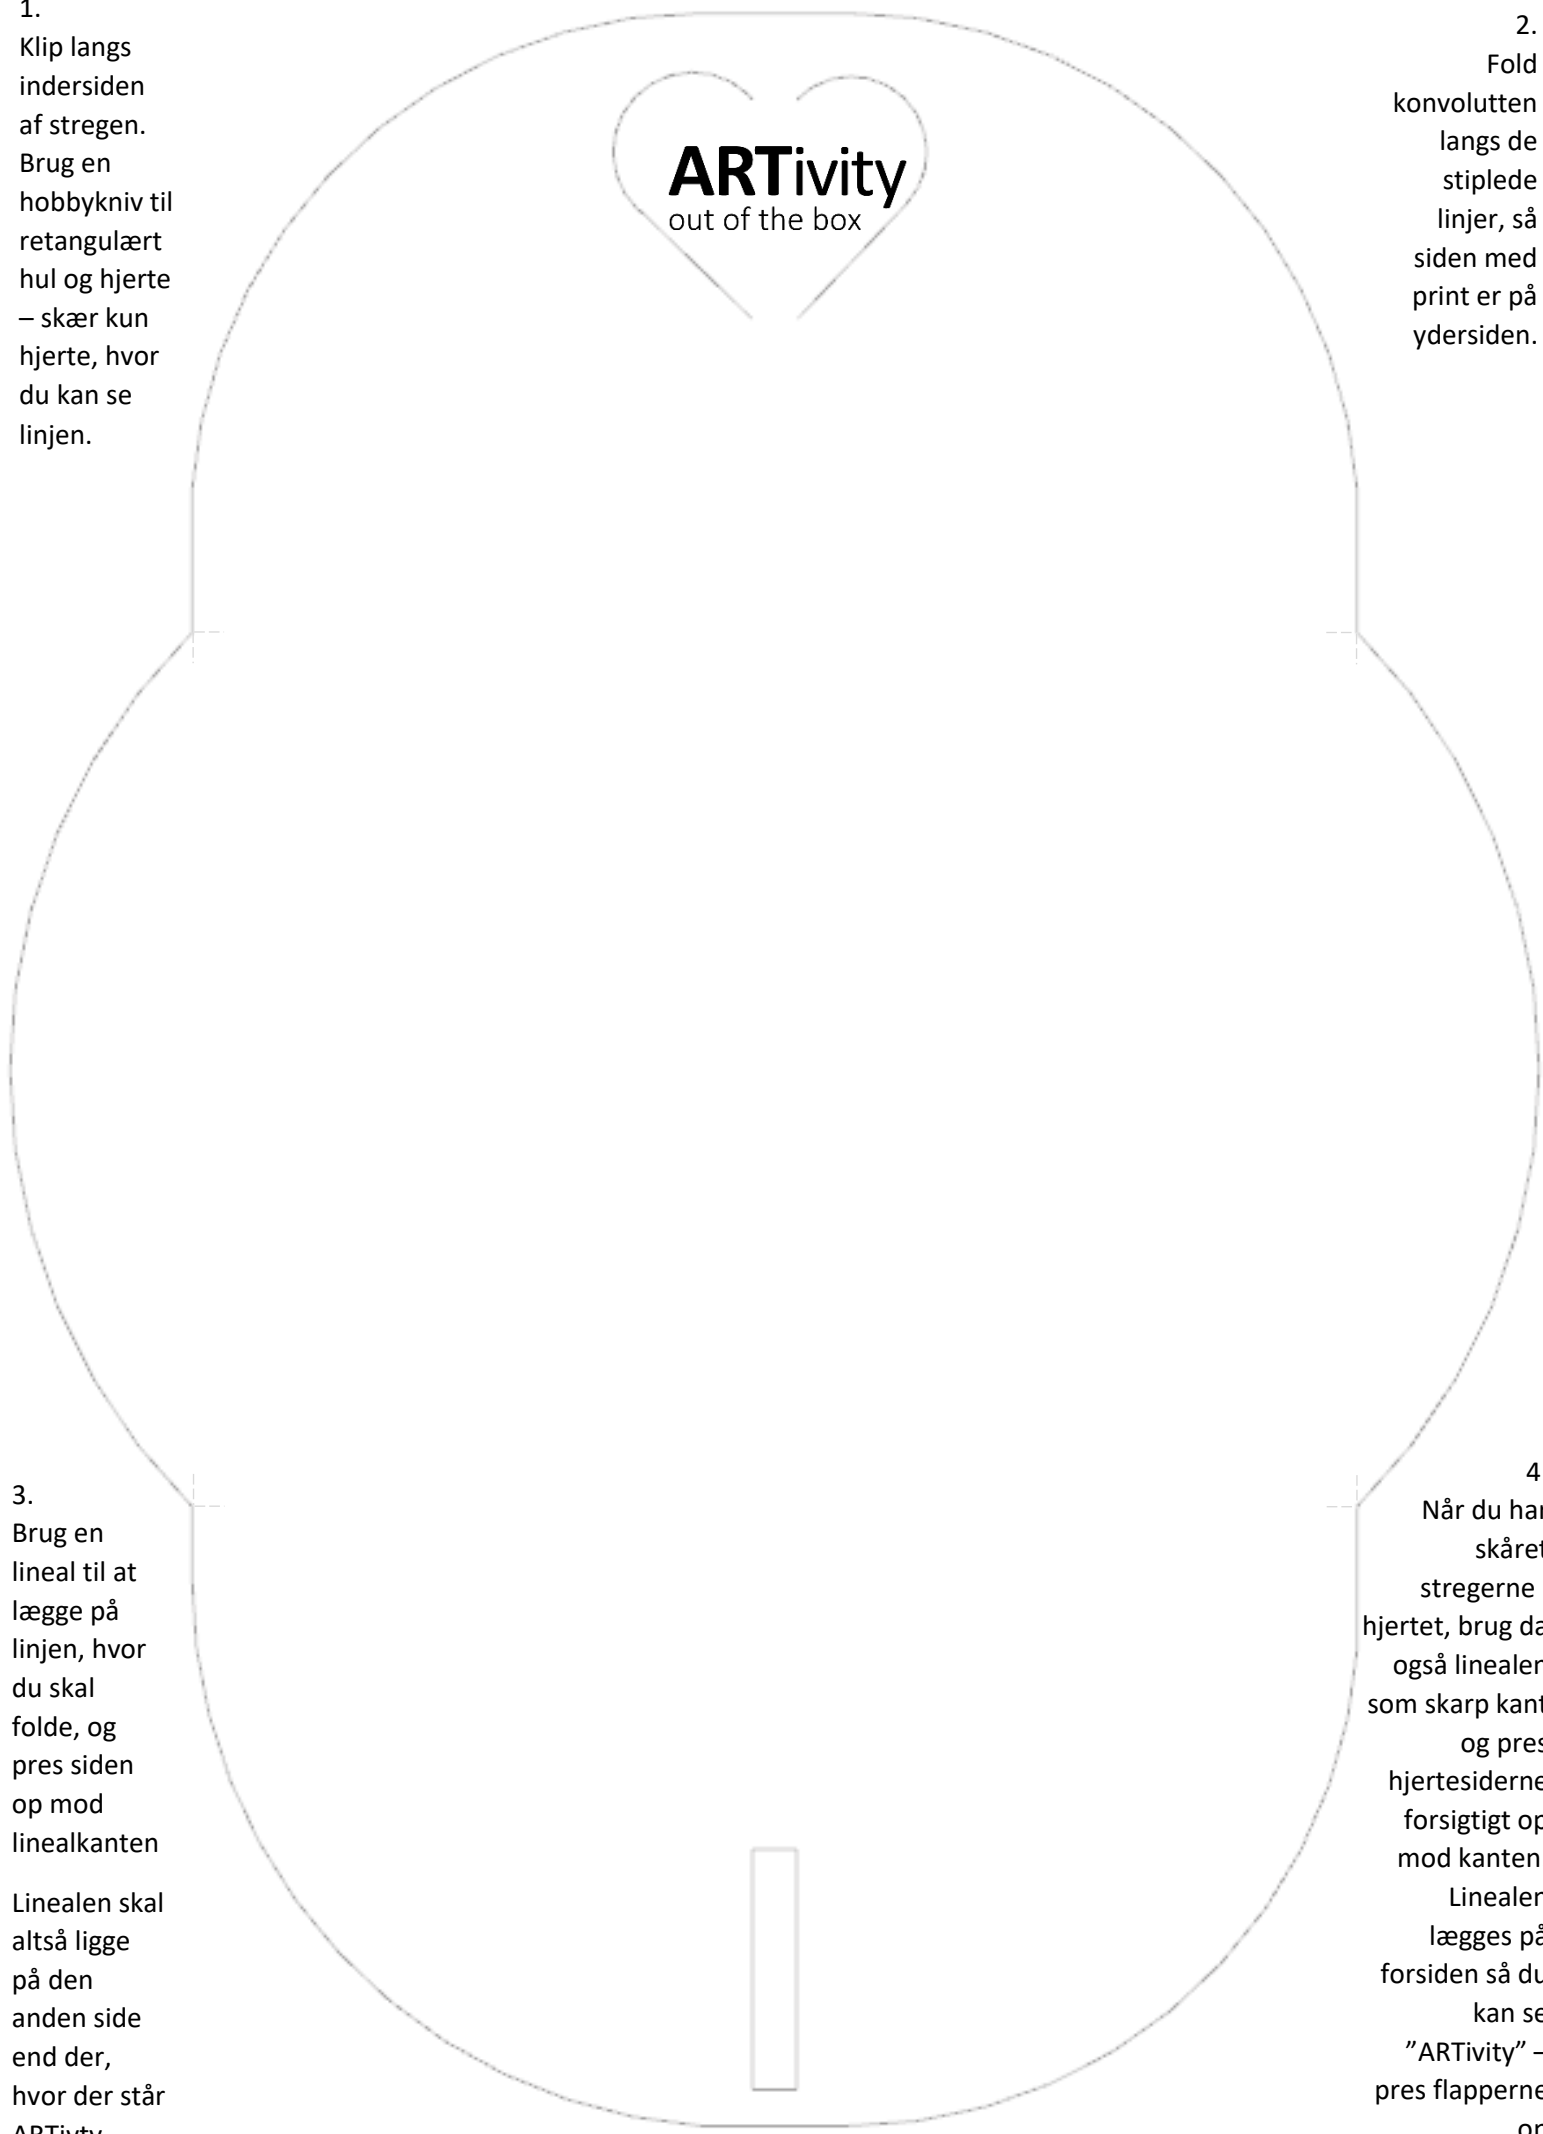 1.
Klip langs
indersiden
af stregen.
Brug en
hobbykniv til
retangulært
hul og hjerte
– skær kun
hjerte, hvor
du kan se
linjen.
ARTivity
out of the box
2.
Fold
konvolutten
langs de
stiplede
linjer, så
siden med
print er på
ydersiden.
3.
Brug en
lineal til at
lægge på
linjen, hvor
du skal
folde, og
pres siden
op mod
linealkanten
Linealen skal
altså ligge
på den
anden side
end der,
hvor der står
ARTivty
4
Når du har
skåret
stregerne
hjertet, brug da
også linealen
som skarp kant
og pres
hjertesiderne
forsigtigt op
mod kanten
Linealen
lægges på
forsiden så du
kan se
”ARTivity” –
pres flapperne
op